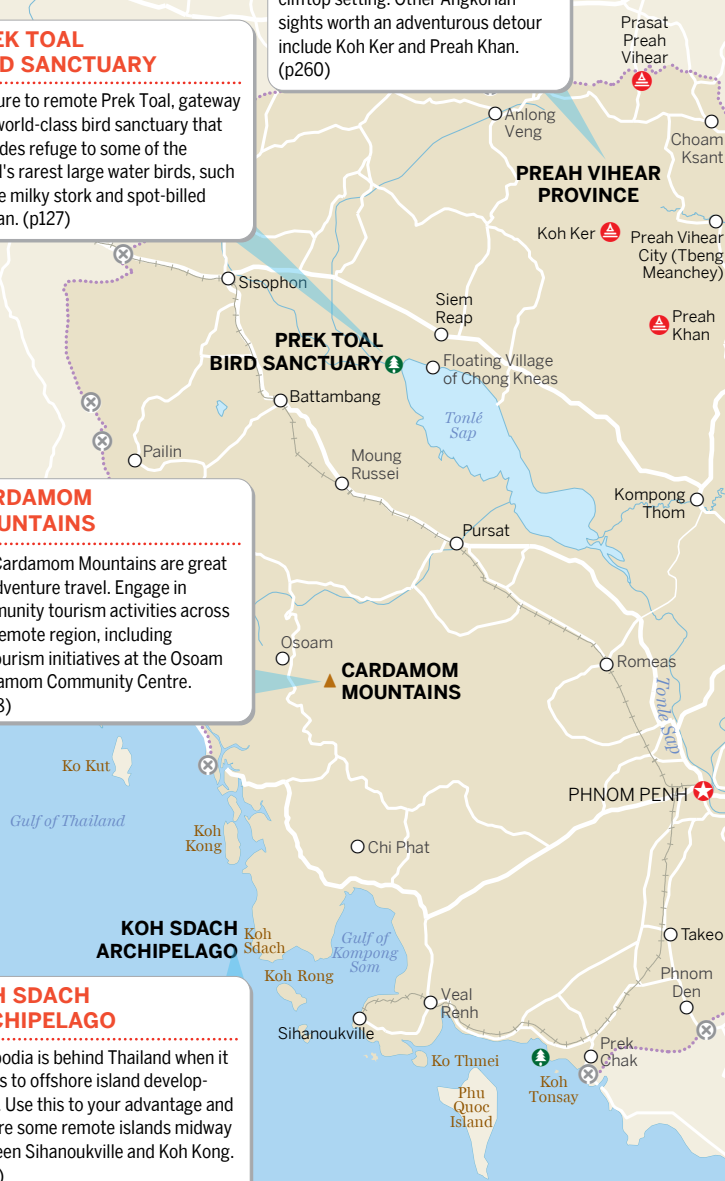 clifftop setting. Other Angkorian
sights worth an adventurous detour
include Koh Ker and Preah Khan.
(p260)
EK TOAL
D SANCTUARY
ure to remote Prek Toal, gateway
world-class bird sanctuary that
des refuge to some of the
d's rarest large water birds, such
e milky stork and spot-billed
an. (p127)
Prasat
Preah
Vihear
Anlong
Veng
Choam
Ksant
PREAH VIHEAR
PROVINCE
Koh Ker
Preah Vihear
City (Tbeng
Meanchey)
Sisophon
Siem
Reap
Preah
Khan
PREK TOAL
BIRD SANCTUARY
Floating Village
of Chong Kneas
Battambang
Tonlé
Sap
Pailin
Moung
Russei
Kompong
Thom
Pursat
RDAMOM
UNTAINS
Cardamom Mountains are great
dventure travel. Engage in
munity tourism activities across
remote region, including
ourism initiatives at the Osoam
amom Community Centre.
3)
Osoam
CARDAMOM
MOUNTAINS
Romeas
Tonle Sap
Ko Kut
PHNOM PENH
Gulf of Thailand
Koh
Kong
Chi Phat
KOH SDACH
ARCHIPELAGO
Koh
Sdach
Gulf of
Kompong
Som
Takeo
Koh Rong
Phnom
Den
Veal
Renh
Sihanoukville
Prek
Chak
Ko Thmei
Koh
Tonsay
Phu
Quoc
Island
H SDACH
CHIPELAGO
podia is behind Thailand when it
s to offshore island develop-
. Use this to your advantage and
re some remote islands midway
een Sihanoukville and Koh Kong.
)